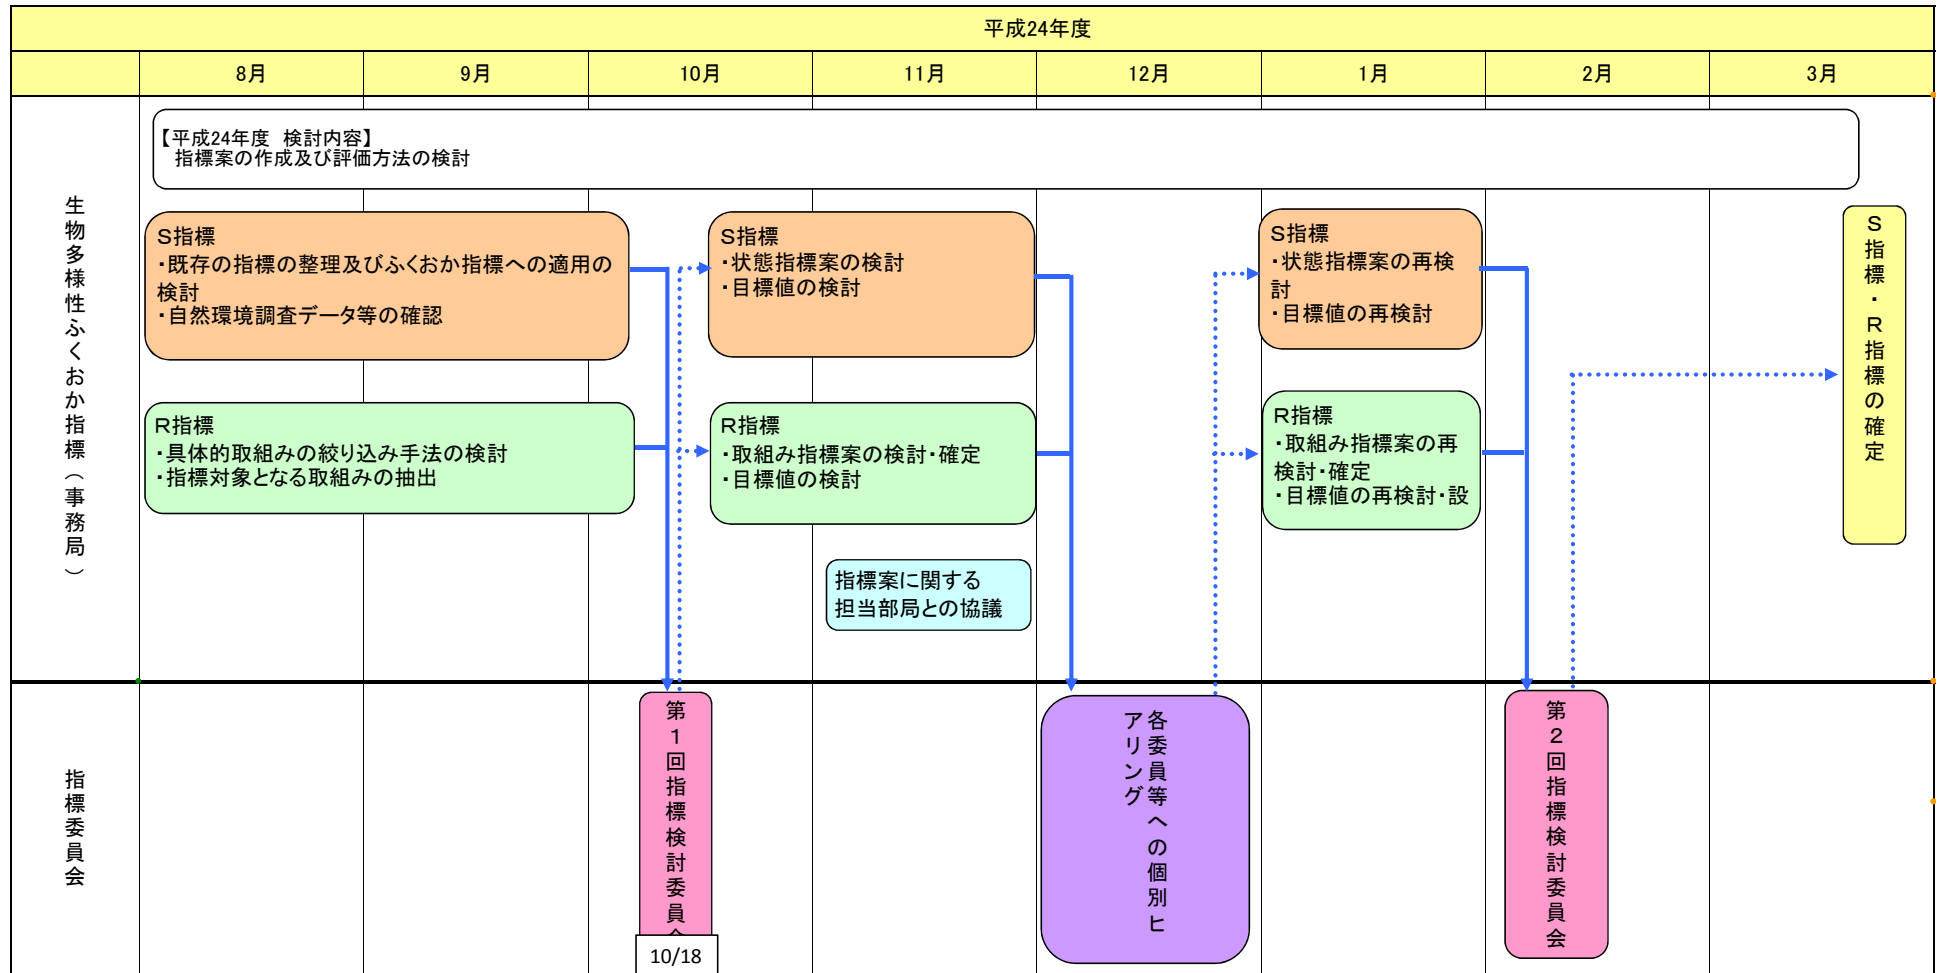 平成24年度
8月
9月
10月
11月
12月
1月
2月
3月
生物多様性ふくおか指標（事務局）
【平成24年度 検討内容】
指標案の作成及び評価方法の検討
S指標
・既存の指標の整理及びふくおか指標への適用の
検討
・自然環境調査データ等の確認
R指標
・具体的取組みの絞り込み手法の検討
・指標対象となる取組みの抽出
S指標
・状態指標案の検討
・目標値の検討
R指標
・取組み指標案の検討・確定
・目標値の検討
指標案に関する
担当部局との協議
S指標
・状態指標案の再検
討
・目標値の再検討
R指標
・取組み指標案の再
検討・確定
・目標値の再検討・設
S指標・R指標の確定
指標委員会
第1回指標検討委員会
10/18
各委員等への個別ヒ
アリング
第2回指標検討委員会